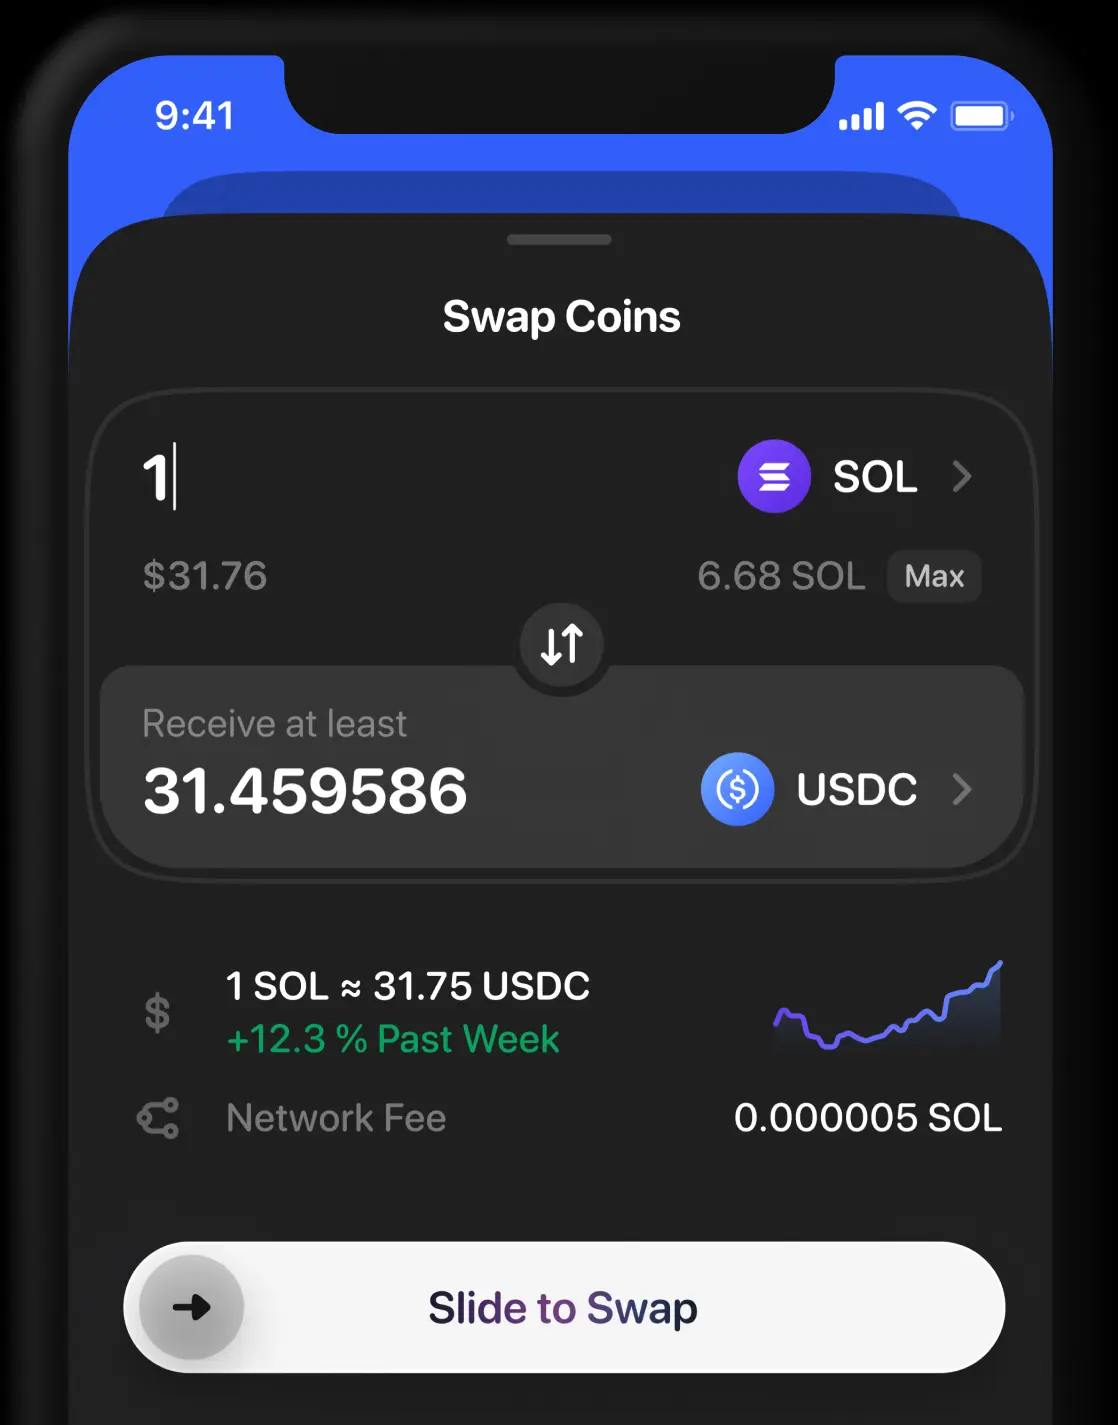 9:41
Swap Coins
1
SOL
$31.76
6.68 SOL
Max
Receive at least
31.459586
USDC
1 SOL ≈ 31.75 USDC
+12.3 % Past Week
Network Fee
0.000005 SOL
Slide to Swap